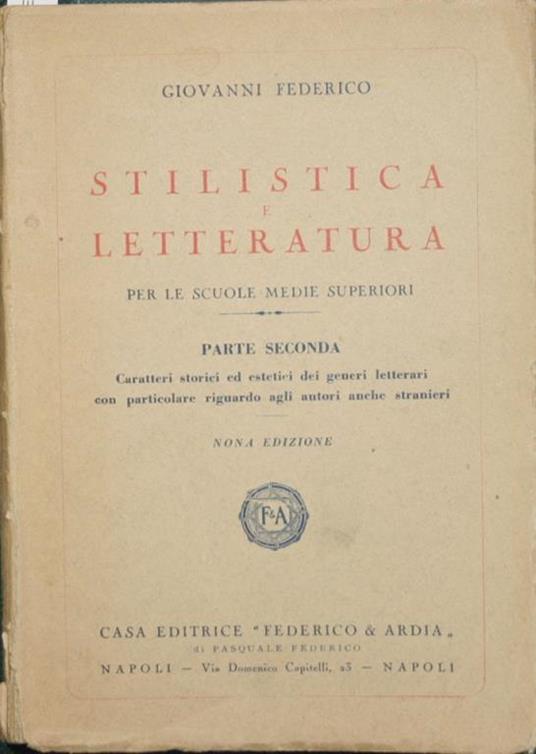 GIOVANNI FEDERICO
STILISTICA
E
LETTERATURA
PER LE SCUOLE MEDIE SUPERIORI
PARTE SECONDA
Caratteri storici ed estetici dei generi letterari
con particolare riguardo agli autori anche stranieri
NONA EDIZIONE
F&A
CASA EDITRICE "FEDERICO & ARDIA„
di PASQUALE FEDERICO
NAPOLI — Via Domenico Capitelli, 23 — NAPOLI